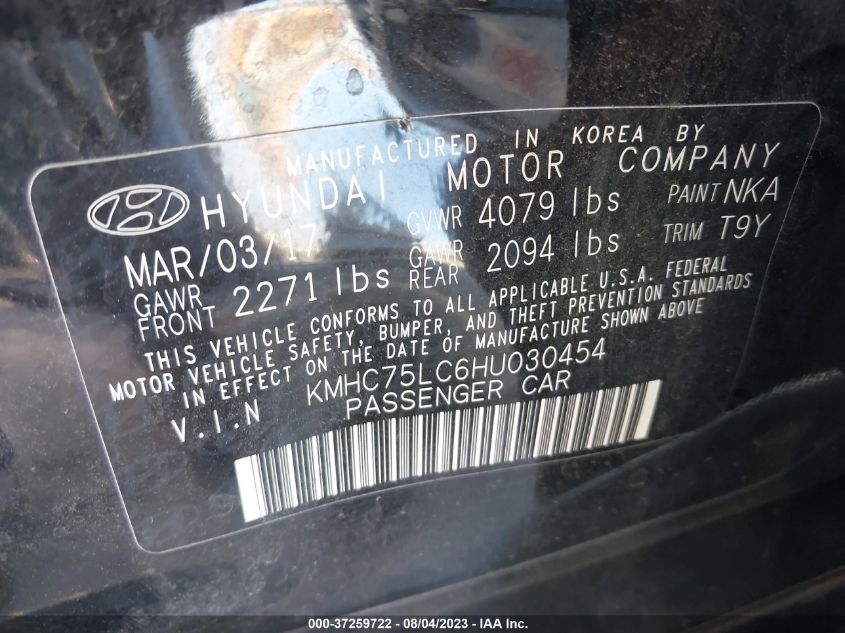 MANUFACTURED IN KOREA BY
HYUNDAI MOTOR COMPANY
MAR/03/17 GVWR 4079 lbs PAINT NKA
GAWR FRONT 2271 lbs GAWR REAR 2094 lbs TRIM T9Y
THIS VEHICLE CONFORMS TO ALL APPLICABLE U.S.A. FEDERAL
MOTOR VEHICLE SAFETY, BUMPER, AND THEFT PREVENTION STANDARDS
IN EFFECT ON THE DATE OF MANUFACTURE SHOWN ABOVE
V.I.N KMHC75LC6HU030454
PASSENGER CAR
000-37259722 - 08/04/2023 - IAA Inc.